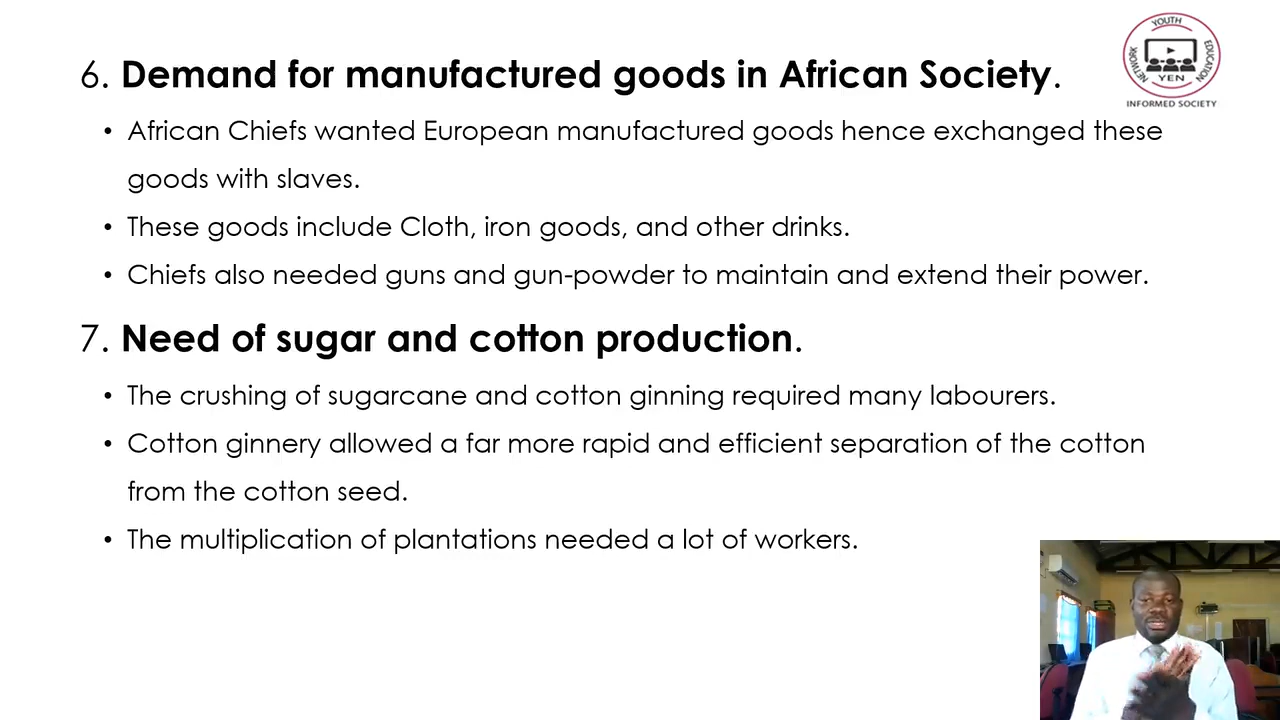 YOUTH
EDUCATION
NETWORK
YEN
INFORMED SOCIETY
6. Demand for manufactured goods in African Society.
• African Chiefs wanted European manufactured goods hence exchanged these
goods with slaves.
• These goods include Cloth, iron goods, and other drinks.
• Chiefs also needed guns and gun-powder to maintain and extend their power.
7. Need of sugar and cotton production.
• The crushing of sugarcane and cotton ginning required many labourers.
• Cotton ginnery allowed a far more rapid and efficient separation of the cotton
from the cotton seed.
• The multiplication of plantations needed a lot of workers.